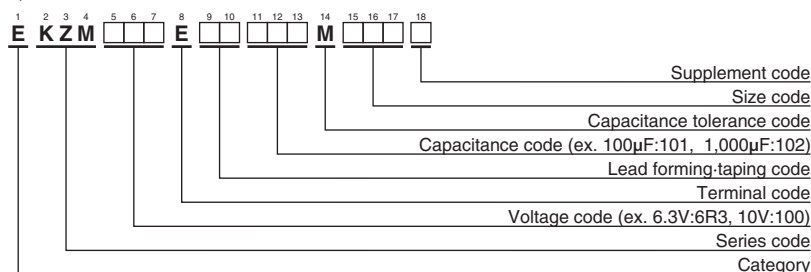 1 2 3 4 5 6 7 8 9 10 11 12 13 14 15 16 17 18
E K Z M E M
Supplement code
Size code
Capacitance tolerance code
Capacitance code (ex. 100μF:101, 1,000μF:102)
Lead forming·taping code
Terminal code
Voltage code (ex. 6.3V:6R3, 10V:100)
Series code
Category